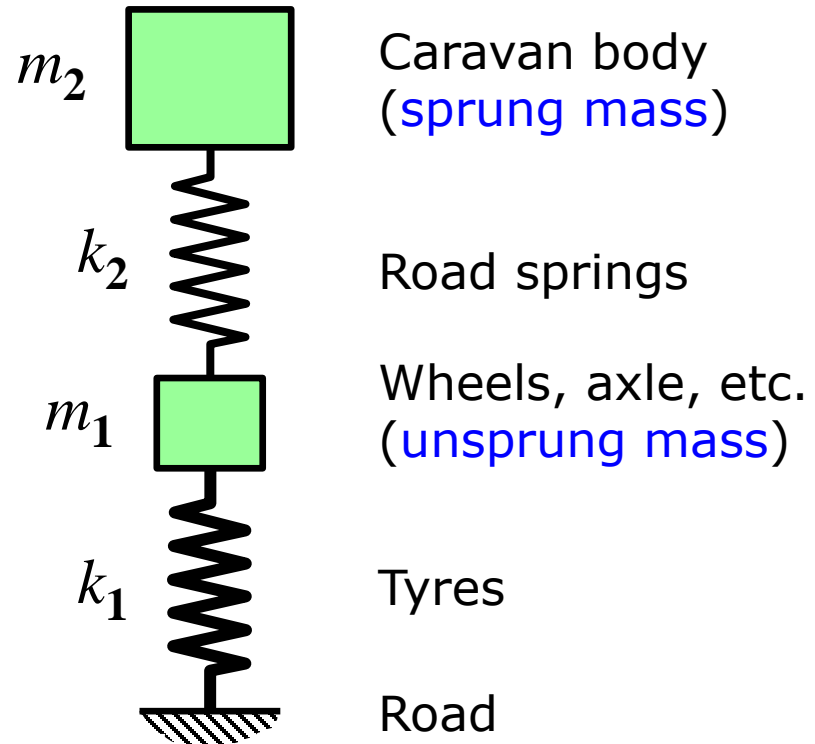 m2
Caravan body
(sprung mass)
k2
Road springs
m1
Wheels, axle, etc.
(unsprung mass)
k1
Tyres
Road